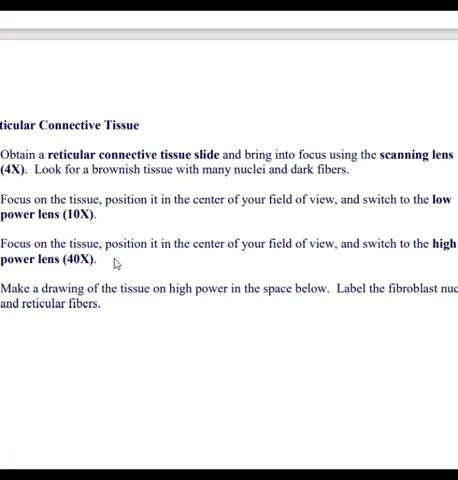 ticular Connective Tissue
Obtain a reticular connective tissue slide and bring into focus using the scanning lens
(4X).  Look for a brownish tissue with many nuclei and dark fibers.
Focus on the tissue, position it in the center of your field of view, and switch to the low
power lens (10X).
Focus on the tissue, position it in the center of your field of view, and switch to the high
power lens (40X).
Make a drawing of the tissue on high power in the space below.  Label the fibroblast nuc
and reticular fibers.